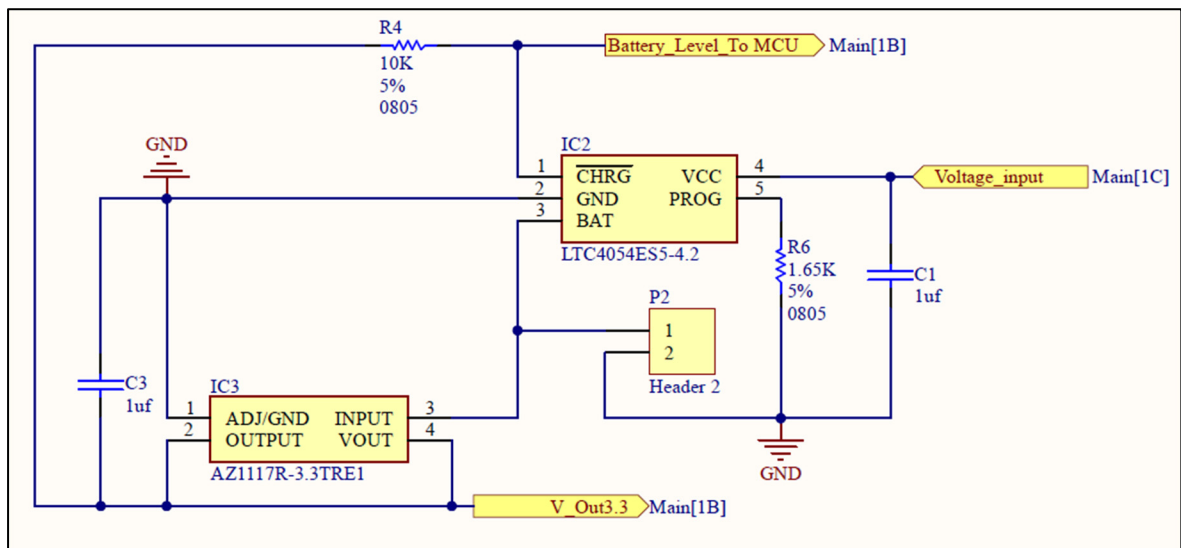 R4
10K
5%
0805
Battery_Level_To MCU
Main[1B]
GND
IC2
1
CHRG
VCC
4
2
GND
PROG
5
3
BAT
LTC4054ES5-4.2
Voltage_input
Main[1C]
R6
1.65K
5%
0805
C1
1uf
P2
1
2
Header 2
C3
1uf
IC3
1
ADJ/GND
INPUT
3
2
OUTPUT
VOUT
4
AZ1117R-3.3TRE1
GND
V_Out3.3
Main[1B]